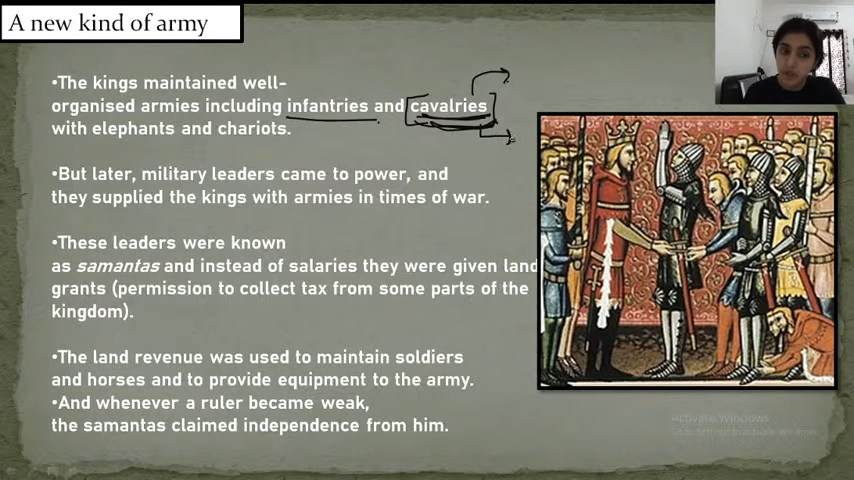 A new kind of army
•The kings maintained well-
organised armies including infantries and cavalries
with elephants and chariots.
•But later, military leaders came to power, and
they supplied the kings with armies in times of war.
•These leaders were known
as samantas and instead of salaries they were given land
grants (permission to collect tax from some parts of the
kingdom).
•The land revenue was used to maintain soldiers
and horses and to provide equipment to the army.
•And whenever a ruler became weak,
the samantas claimed independence from him.
Activate Windows